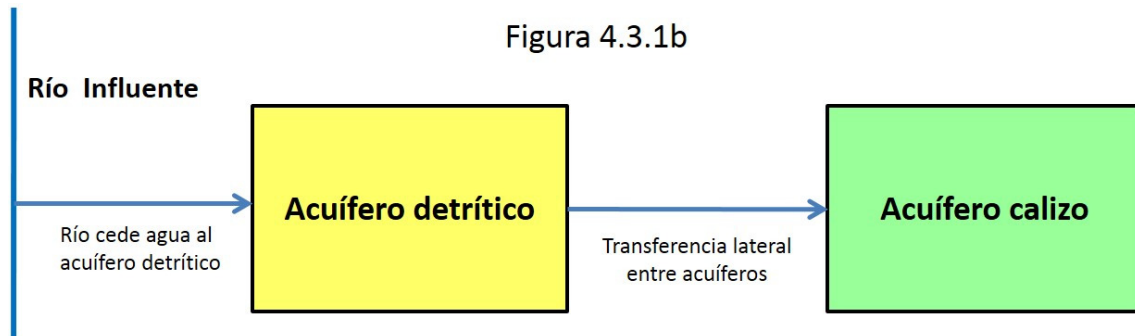 Figura 4.3.1b
Río Influente
Acuífero detrítico
Acuífero calizo
Río cede agua al
acuífero detrítico
Transferencia lateral
entre acuíferos